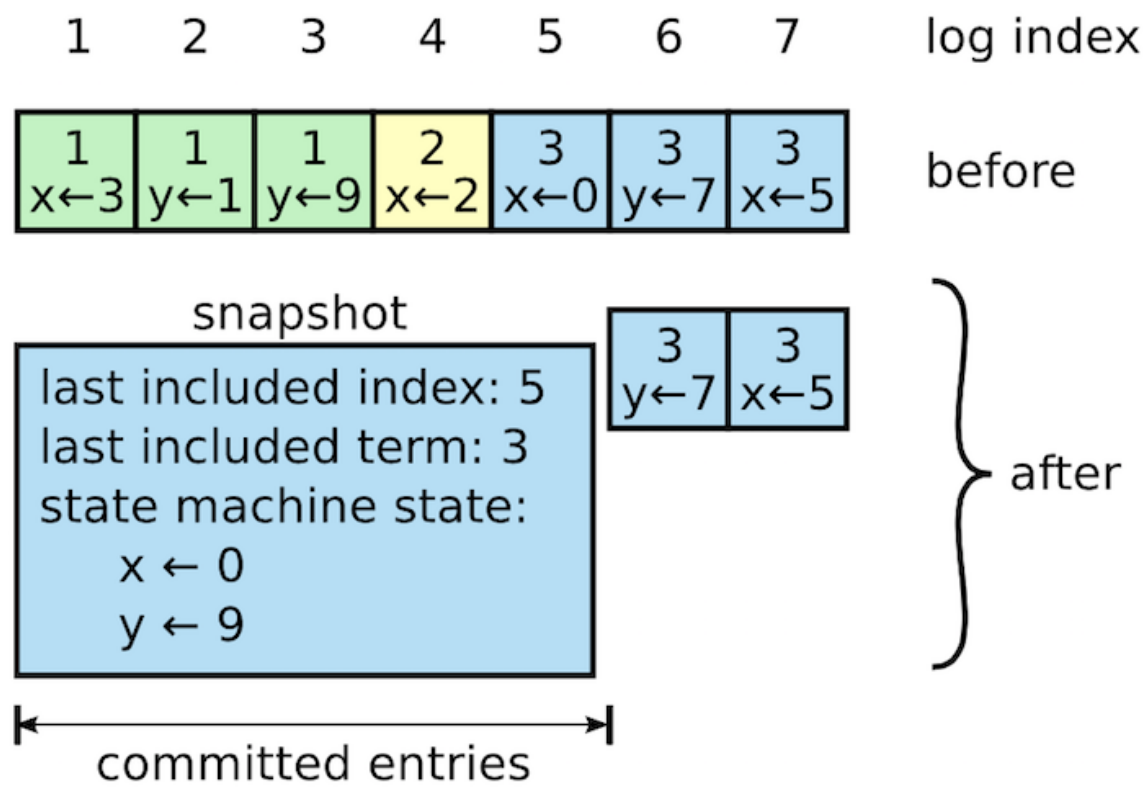 1 2 3 4 5 6 7 log index
1 1 1 2 3 3 3
x←3 y←1 y←9 x←2 x←0 y←7 x←5
before
snapshot
last included index: 5
last included term: 3
state machine state:
x ← 0
y ← 9
3 3
y←7 x←5
after
committed entries